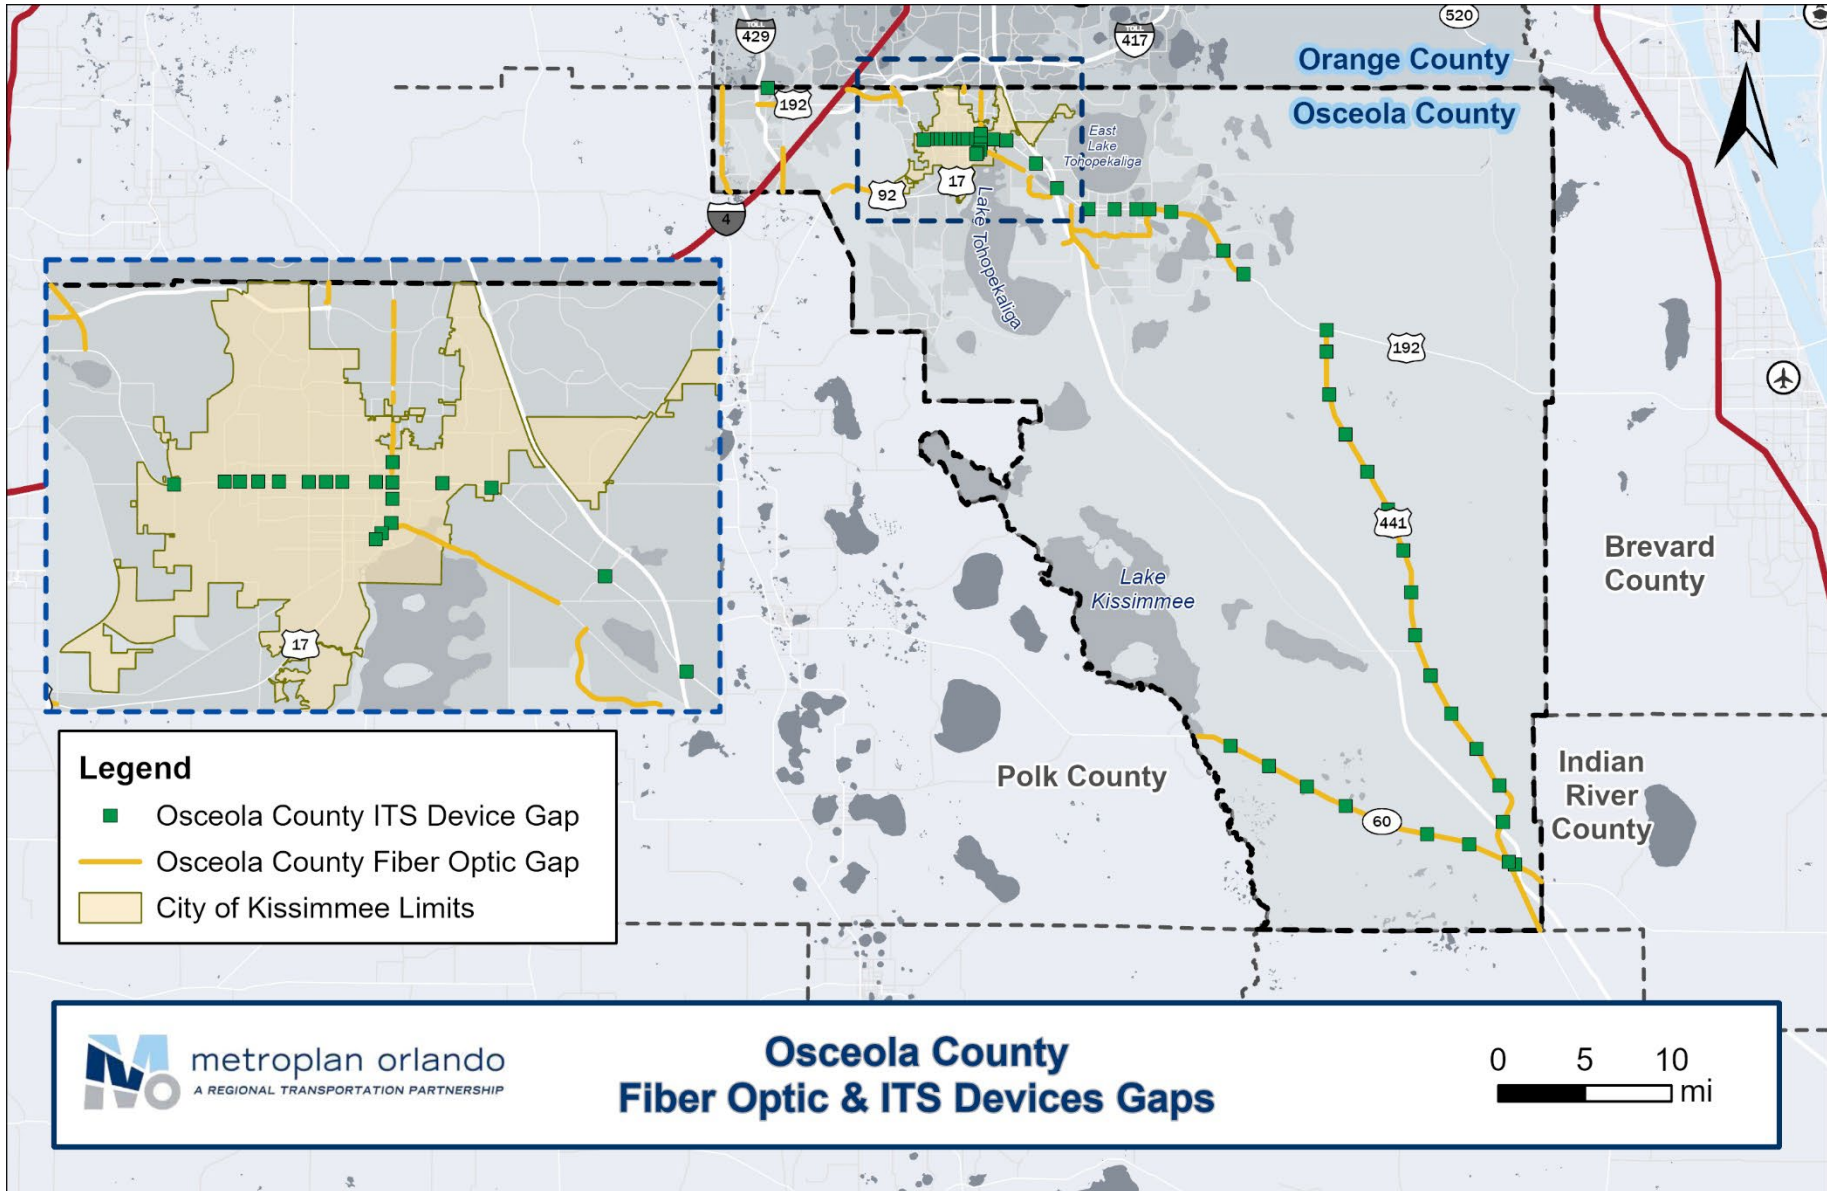 TOLL
429
TOLL
417
520
N
Orange County
Osceola County
192
East
Lake
Tohopekaliga
92
17
4
Lake Tohopekaliga
192
441
Brevard
County
Lake
Kissimmee
17
Polk County
Indian
River
County
60
Legend
Osceola County ITS Device Gap
Osceola County Fiber Optic Gap
City of Kissimmee Limits
metroplan orlando
A REGIONAL TRANSPORTATION PARTNERSHIP
Osceola County
Fiber Optic & ITS Devices Gaps
0 5 10
mi